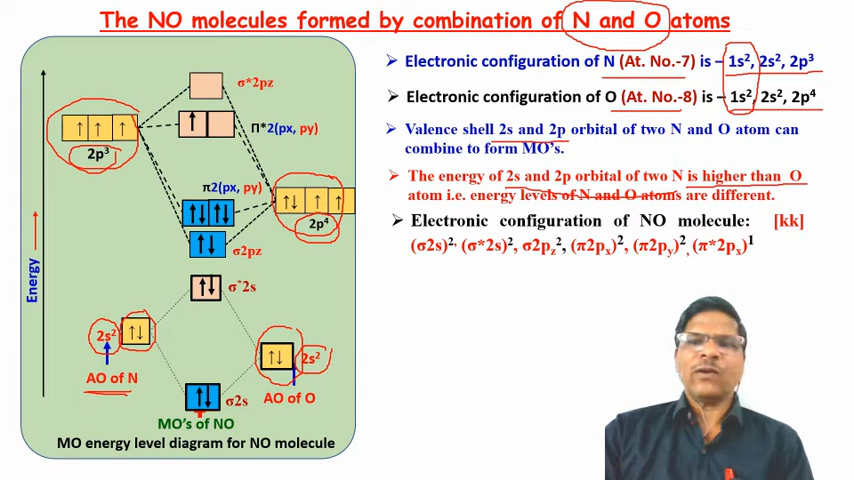 The NO molecules formed by combination of N and O atoms
σ*2pz
Π*2(px, py)
2p³
π2(px, py)
2p⁴
σ2pz
σ*2s
2s²
2s²
AO of N
σ2s
AO of O
MO's of NO
MO energy level diagram for NO molecule
Energy
➢ Electronic configuration of N (At. No.-7) is – 1s², 2s², 2p³
➢ Electronic configuration of O (At. No.-8) is – 1s², 2s², 2p⁴
➢ Valence shell 2s and 2p orbital of two N and O atom can
combine to form MO's.
➢ The energy of 2s and 2p orbital of two N is higher than O
atom i.e. energy levels of N and O atoms are different.
➢ Electronic configuration of NO molecule: [kk]
(σ2s)², (σ*2s)², σ2p_z², (π2pₓ)², (π2p_y)², (π*2pₓ)¹